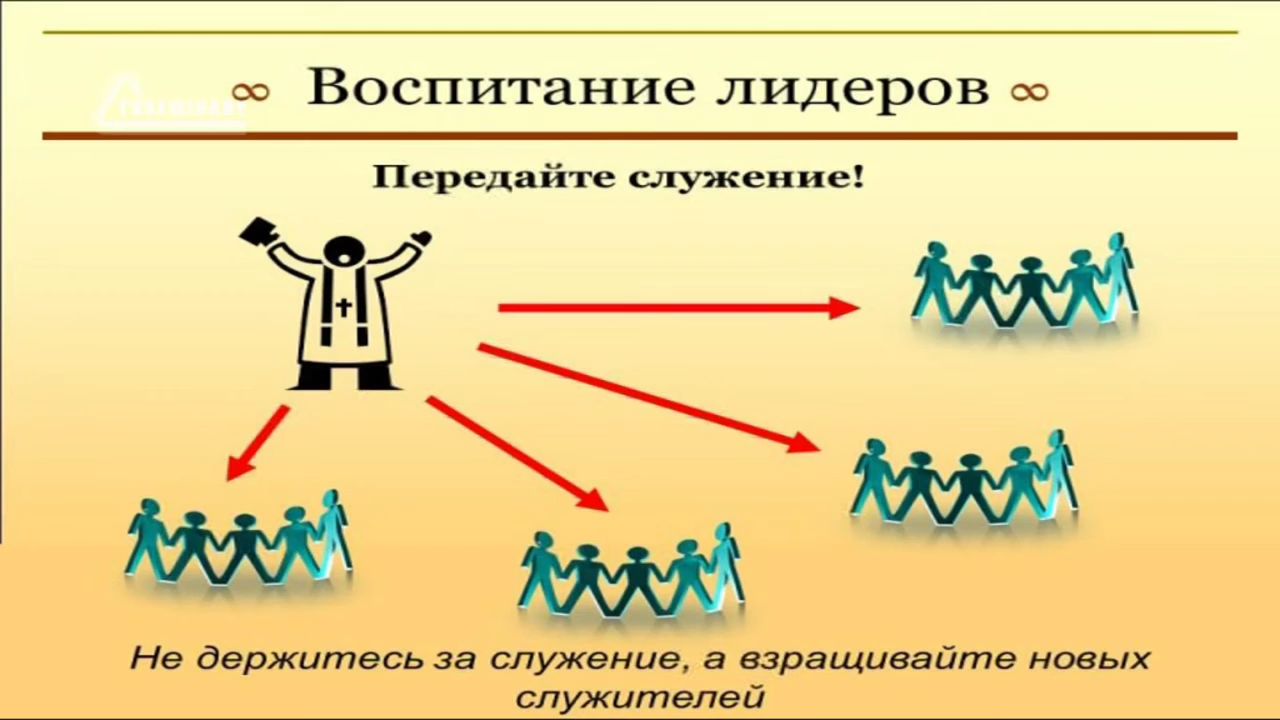 ∞ Воспитание лидеров ∞
Передайте служение!
Не держитесь за служение, а взращивайте новых
служителей